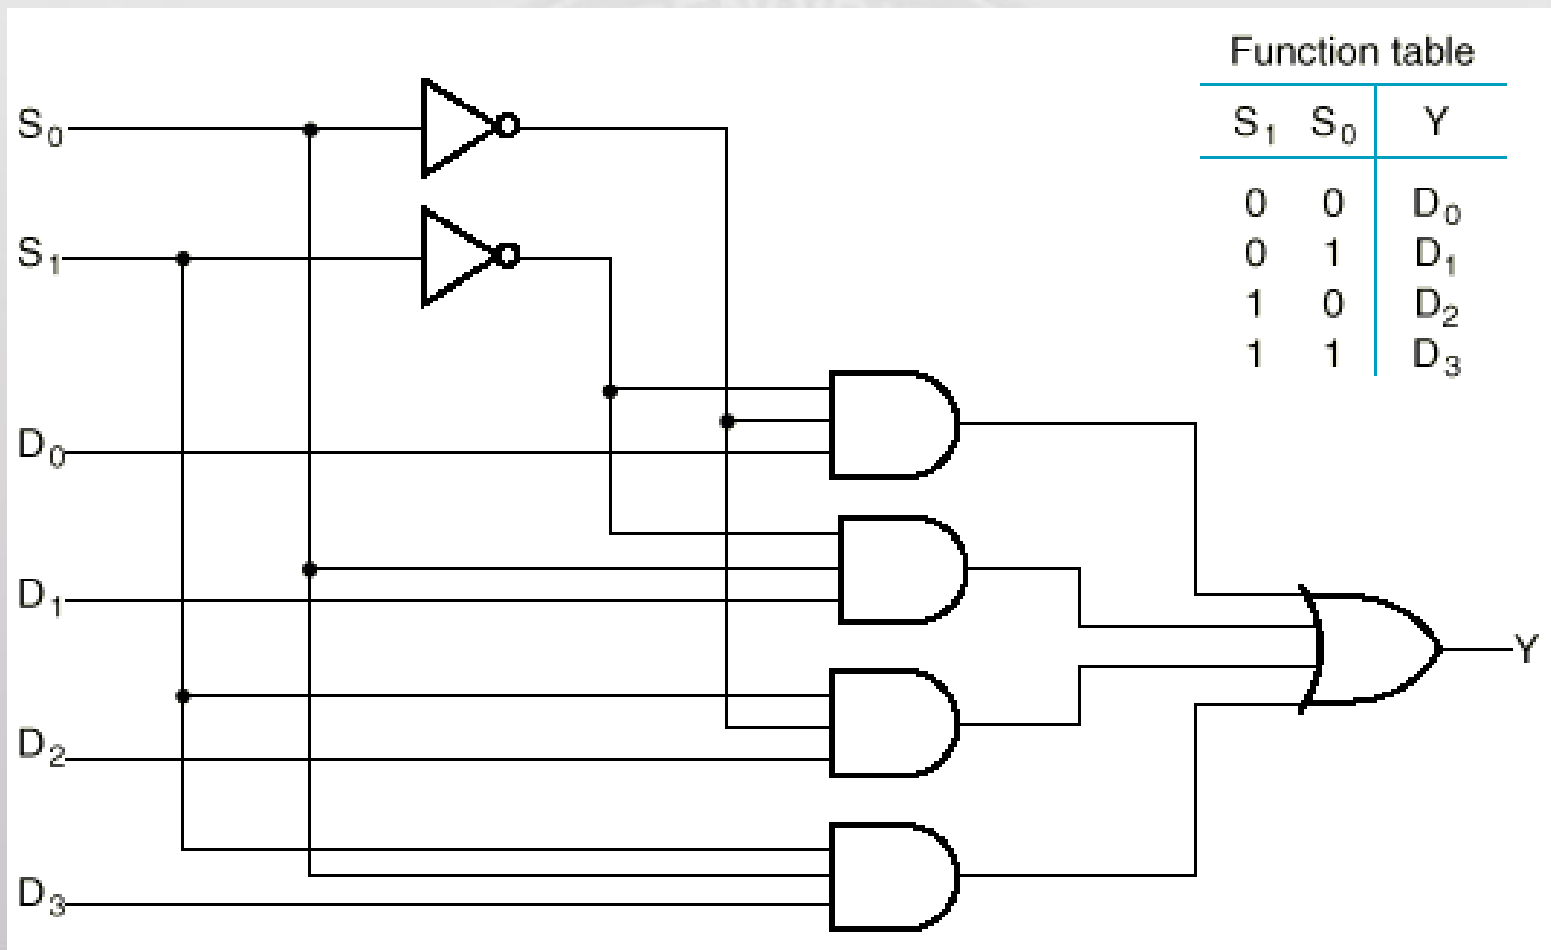 Function table
S₁ S₀ Y
0 0 D₀
0 1 D₁
1 0 D₂
1 1 D₃
S₀
S₁
D₀
D₁
D₂
D₃
Y